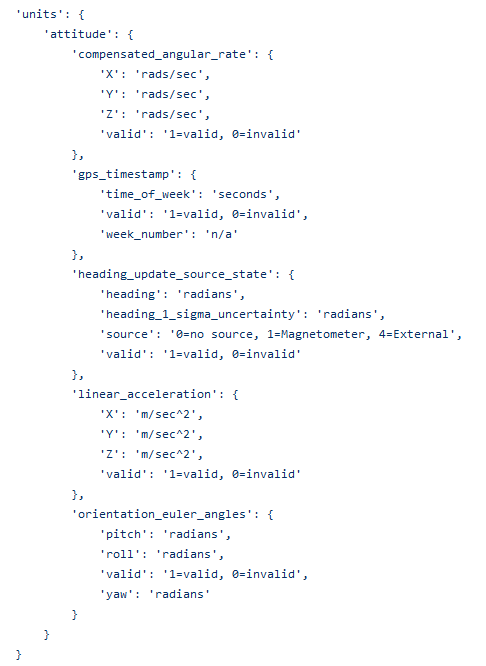 'units': {
    'attitude': {
        'compensated_angular_rate': {
            'X': 'rads/sec',
            'Y': 'rads/sec',
            'Z': 'rads/sec',
            'valid': '1=valid, 0=invalid'
        },
        'gps_timestamp': {
            'time_of_week': 'seconds',
            'valid': '1=valid, 0=invalid',
            'week_number': 'n/a'
        },
        'heading_update_source_state': {
            'heading': 'radians',
            'heading_1_sigma_uncertainty': 'radians',
            'source': '0=no source, 1=Magnetometer, 4=External',
            'valid': '1=valid, 0=invalid'
        },
        'linear_acceleration': {
            'X': 'm/sec^2',
            'Y': 'm/sec^2',
            'Z': 'm/sec^2',
            'valid': '1=valid, 0=invalid'
        },
        'orientation_euler_angles': {
            'pitch': 'radians',
            'roll': 'radians',
            'valid': '1=valid, 0=invalid',
            'yaw': 'radians'
        }
    }
}